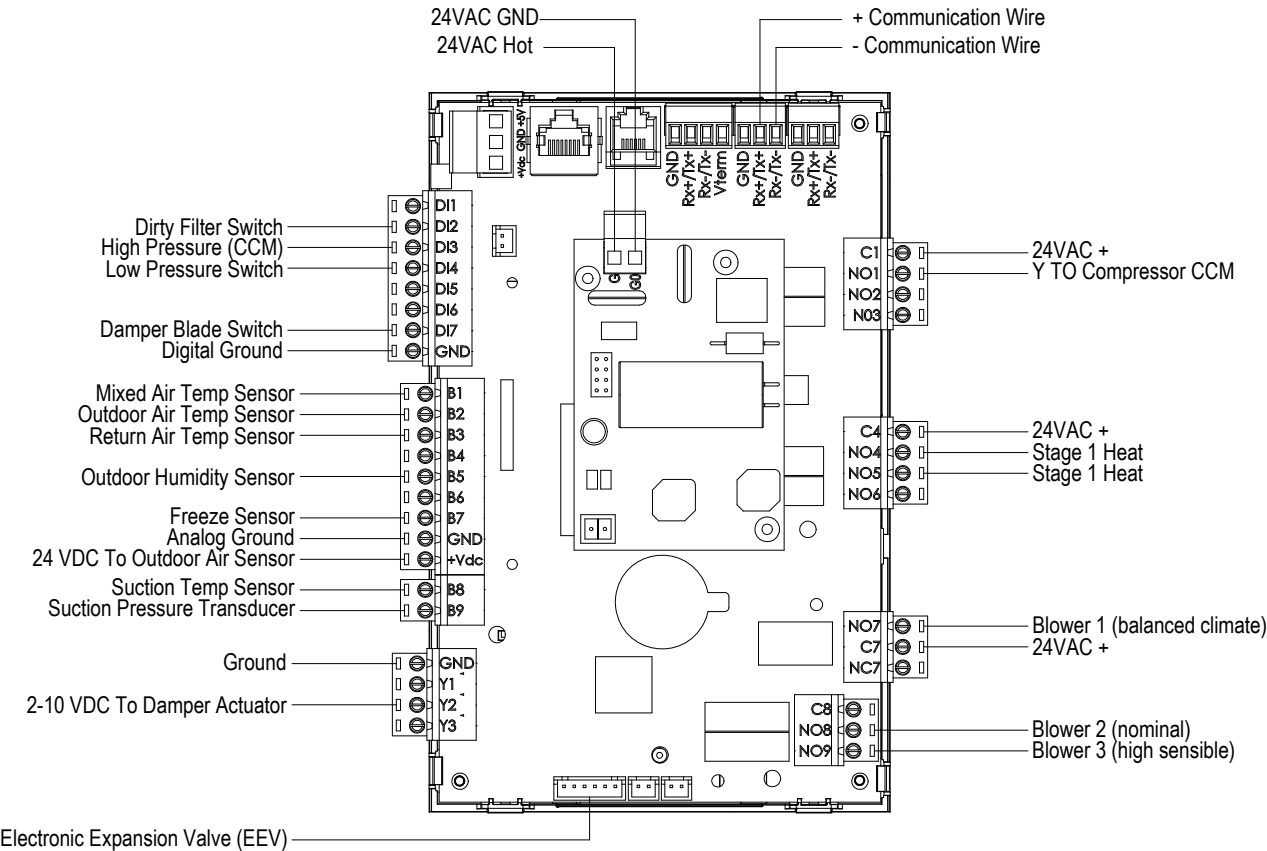 24VAC GND
24VAC Hot
+ Communication Wire
- Communication Wire
+Vdc GND +5V
GND
Rx+/Tx+
Rx-/Tx-
Vterm
GND
Rx+/Tx+
Rx-/Tx-
GND
Rx+/Tx+
Rx-/Tx-
G
G0
DI1
Dirty Filter Switch DI2
High Pressure (CCM) DI3
Low Pressure Switch DI4
DI5
DI6
Damper Blade Switch DI7
Digital Ground GND
Mixed Air Temp Sensor B1
Outdoor Air Temp Sensor B2
Return Air Temp Sensor B3
B4
Outdoor Humidity Sensor B5
B6
Freeze Sensor B7
Analog Ground GND
24 VDC To Outdoor Air Sensor +Vdc
Suction Temp Sensor B8
Suction Pressure Transducer B9
Ground GND
Y1
2-10 VDC To Damper Actuator Y2
Y3
C1 24VAC +
NO1 Y TO Compressor CCM
NO2
N03
C4 24VAC +
NO4 Stage 1 Heat
NO5 Stage 1 Heat
NO6
NO7 Blower 1 (balanced climate)
C7 24VAC +
NC7
C8
NO8 Blower 2 (nominal)
NO9 Blower 3 (high sensible)
Electronic Expansion Valve (EEV)